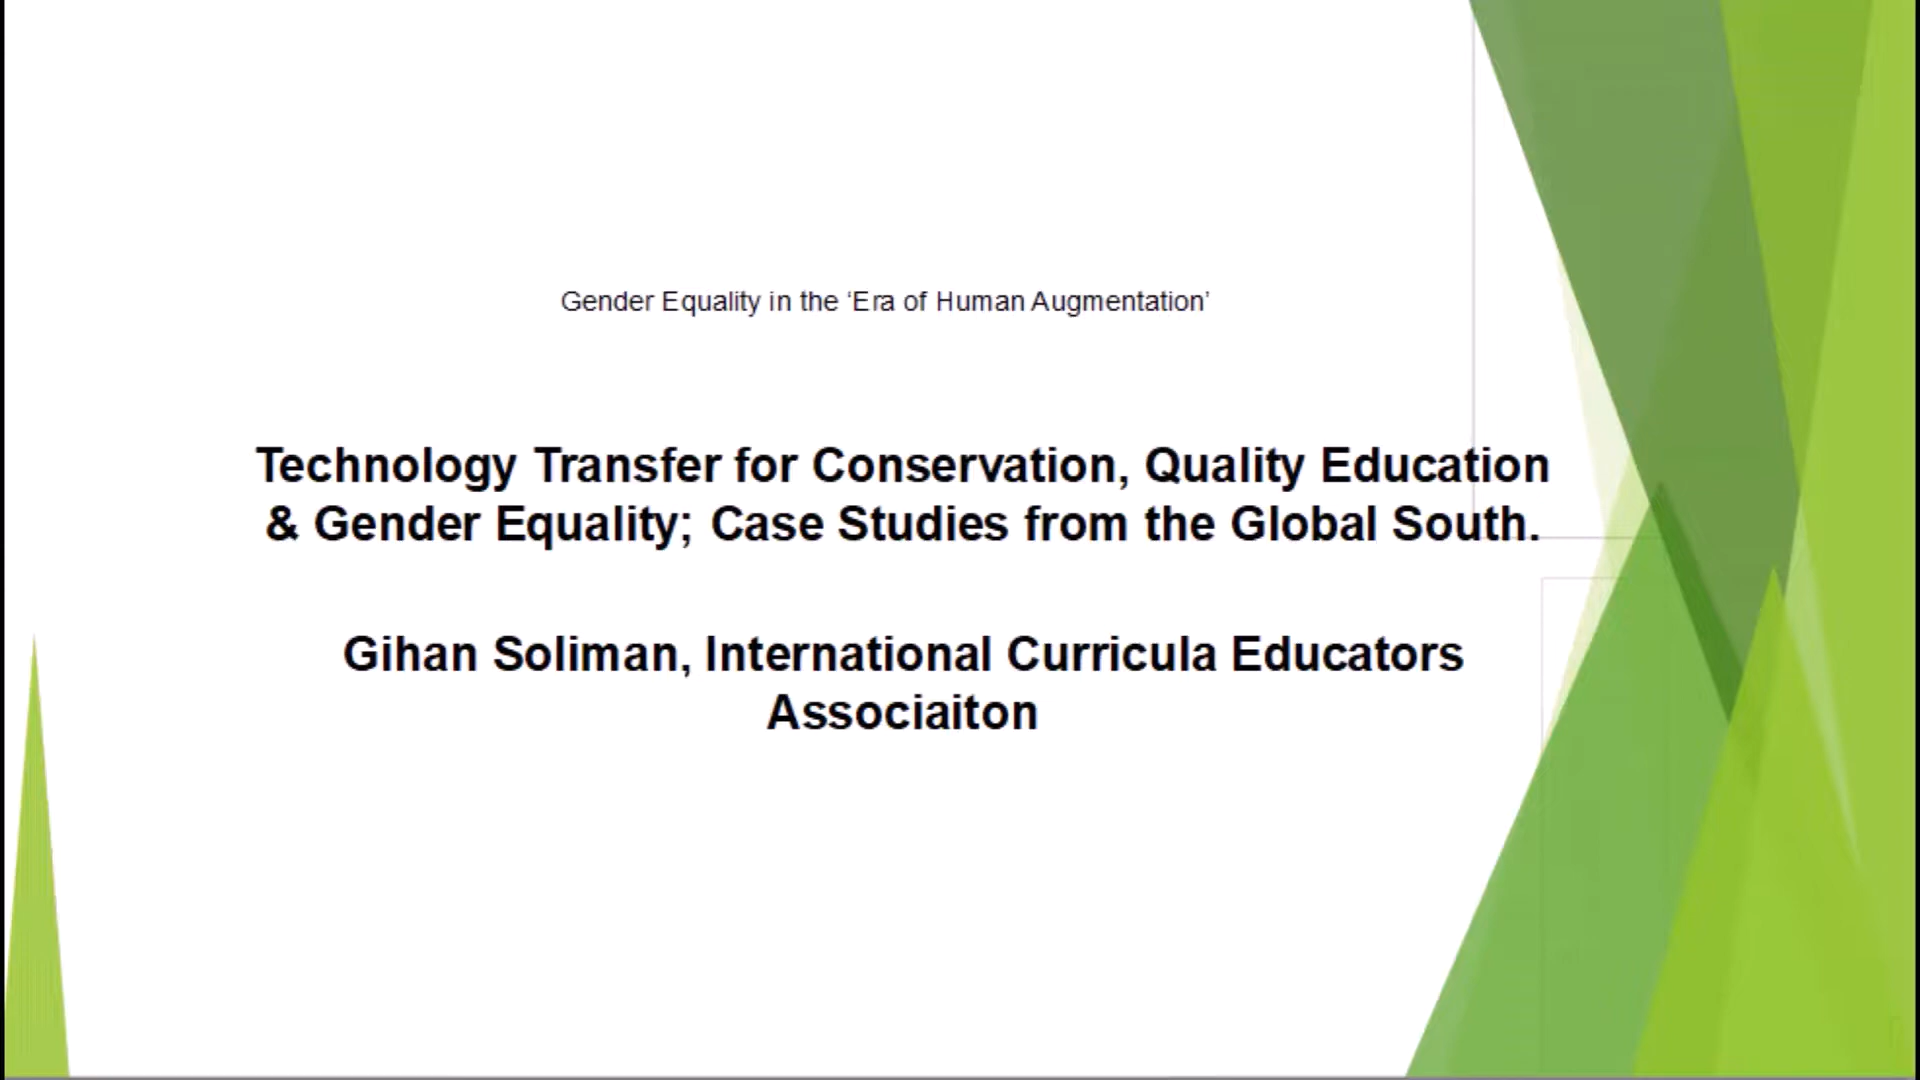 Gender Equality in the ‘Era of Human Augmentation’
Technology Transfer for Conservation, Quality Education
& Gender Equality; Case Studies from the Global South.
Gihan Soliman, International Curricula Educators
Associaiton